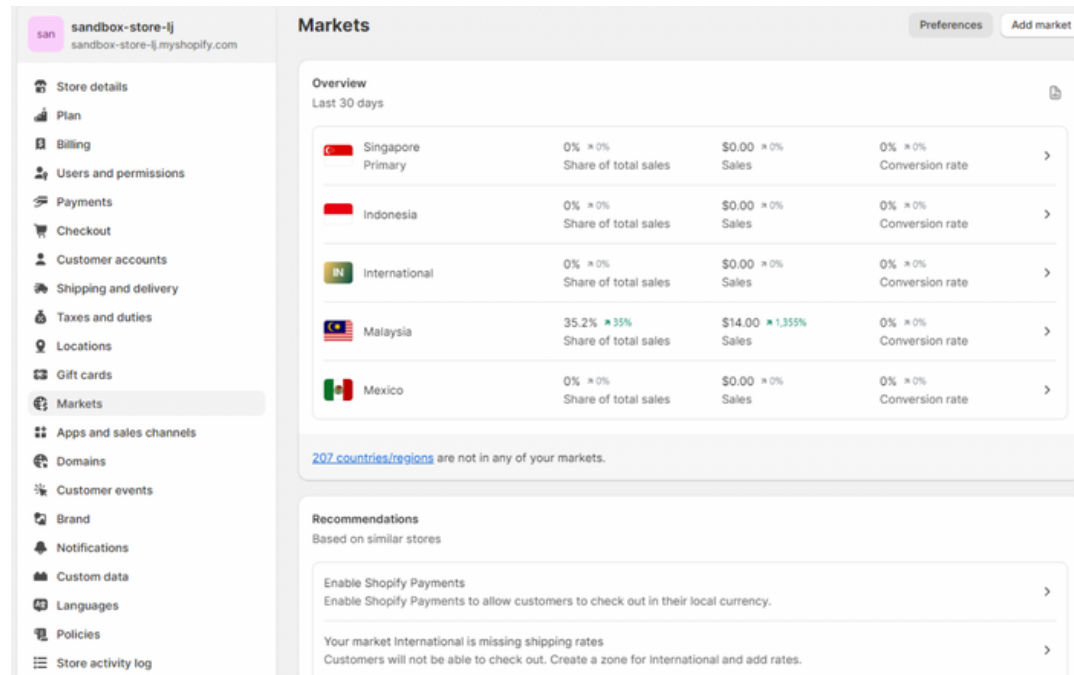 san
sandbox-store-lj
sandbox-store-lj.myshopify.com
Store details
Plan
Billing
Users and permissions
Payments
Checkout
Customer accounts
Shipping and delivery
Taxes and duties
Locations
Gift cards
Markets
Apps and sales channels
Domains
Customer events
Brand
Notifications
Custom data
Languages
Policies
Store activity log
Markets
Preferences
Add market
Overview
Last 30 days
Singapore 0% 0% $0.00 0% 0% 0%
Primary Share of total sales Sales Conversion rate
Indonesia 0% 0% $0.00 0% 0% 0%
Share of total sales Sales Conversion rate
IN International 0% 0% $0.00 0% 0% 0%
Share of total sales Sales Conversion rate
Malaysia 35.2% 35% $14.00 1,355% 0% 0%
Share of total sales Sales Conversion rate
Mexico 0% 0% $0.00 0% 0% 0%
Share of total sales Sales Conversion rate
207 countries/regions are not in any of your markets.
Recommendations
Based on similar stores
Enable Shopify Payments
Enable Shopify Payments to allow customers to check out in their local currency.
Your market International is missing shipping rates
Customers will not be able to check out. Create a zone for International and add rates.